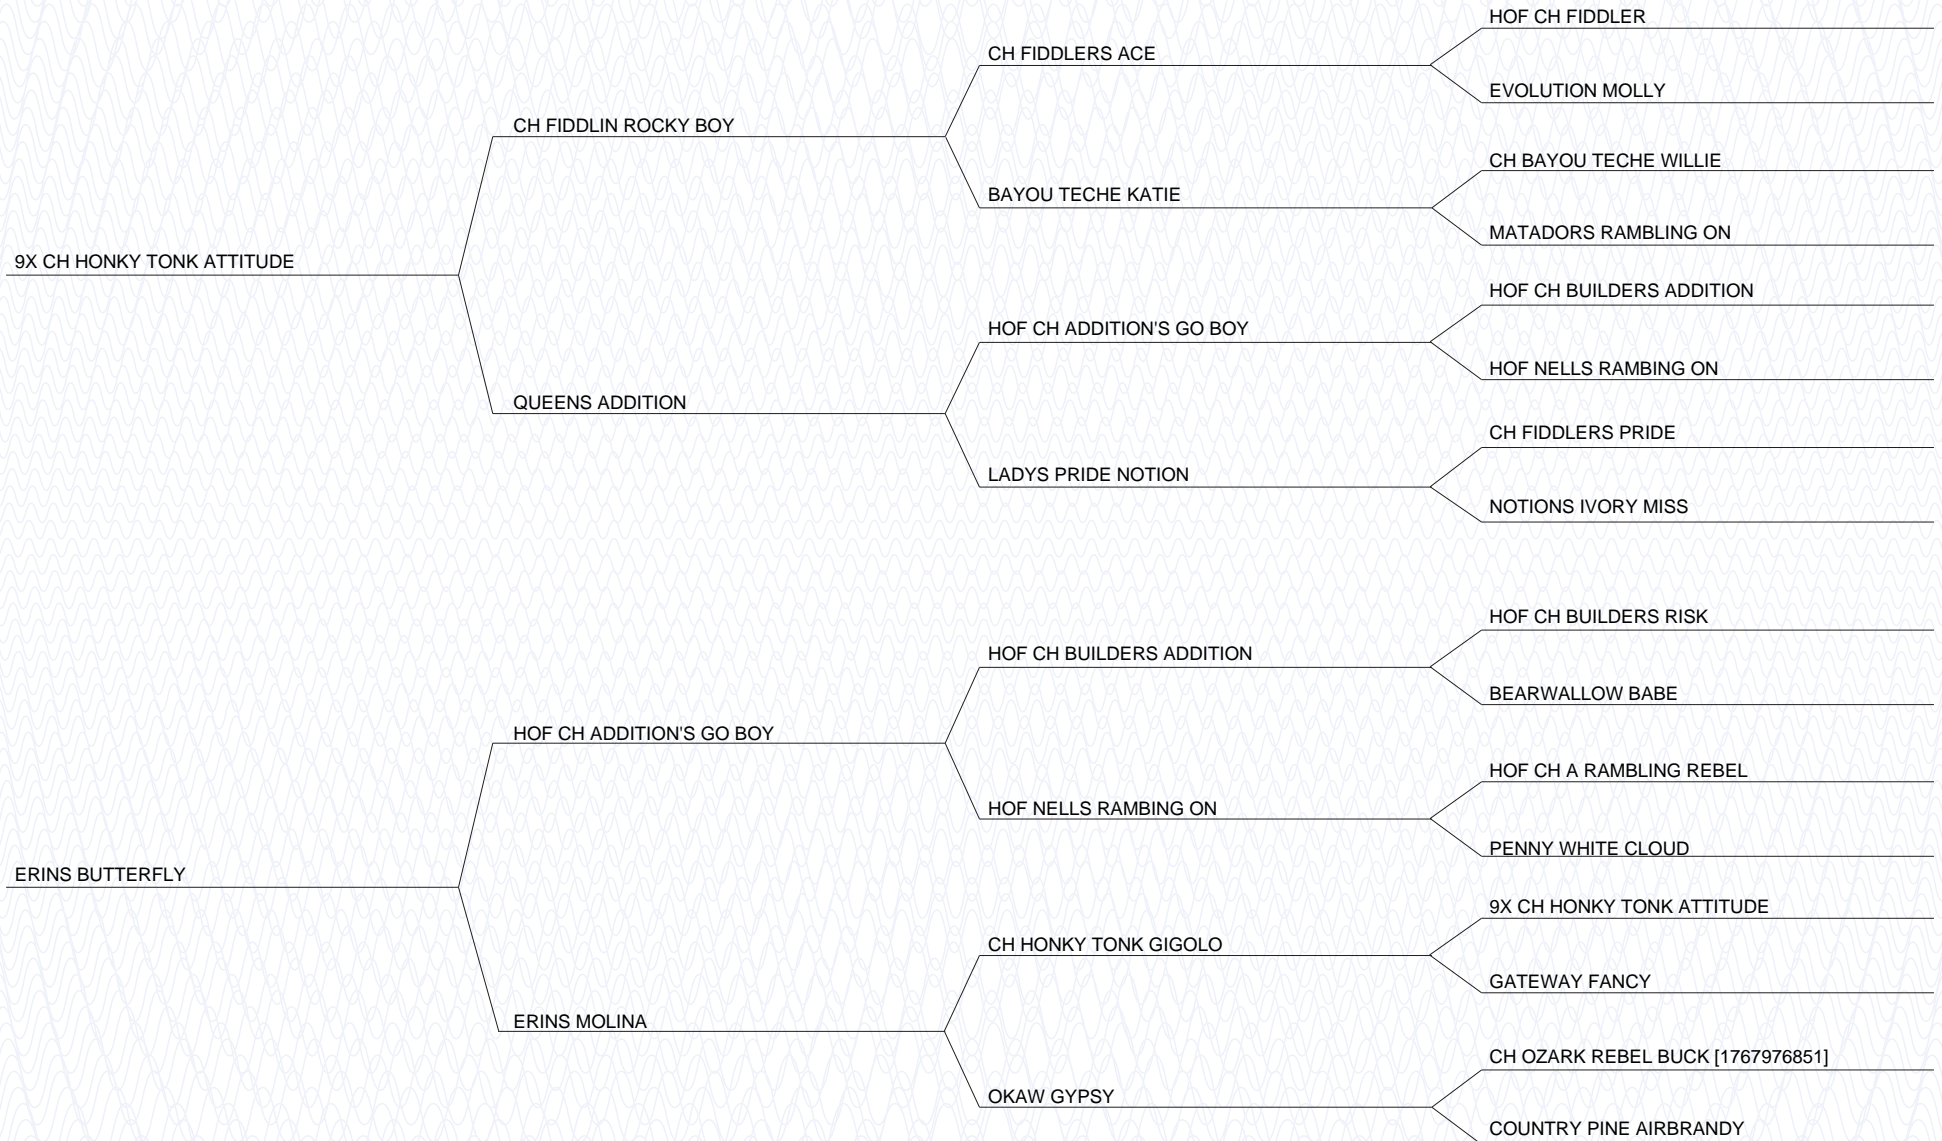 HOF CH FIDDLER
CH FIDDLERS ACE
EVOLUTION MOLLY
CH FIDDLIN ROCKY BOY
CH BAYOU TECHE WILLIE
BAYOU TECHE KATIE
MATADORS RAMBLING ON
9X CH HONKY TONK ATTITUDE
HOF CH BUILDERS ADDITION
HOF CH ADDITION'S GO BOY
HOF NELLS RAMBING ON
QUEENS ADDITION
CH FIDDLERS PRIDE
LADYS PRIDE NOTION
NOTIONS IVORY MISS
HOF CH BUILDERS RISK
HOF CH BUILDERS ADDITION
BEARWALLOW BABE
HOF CH ADDITION'S GO BOY
HOF CH A RAMBLING REBEL
HOF NELLS RAMBING ON
PENNY WHITE CLOUD
ERINS BUTTERFLY
9X CH HONKY TONK ATTITUDE
CH HONKY TONK GIGOLO
GATEWAY FANCY
ERINS MOLINA
CH OZARK REBEL BUCK [1767976851]
OKAW GYPSY
COUNTRY PINE AIRBRANDY